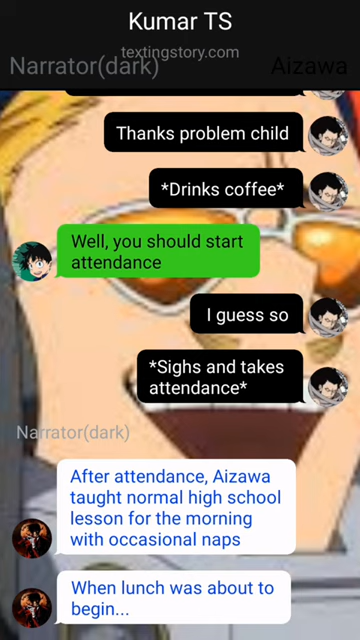 Kumar TS
textingstory.com
Narrator(dark)
Aizawa
Thanks problem child
*Drinks coffee*
Well, you should start
attendance
I guess so
*Sighs and takes
attendance*
Narrator(dark)
After attendance, Aizawa
taught normal high school
lesson for the morning
with occasional naps
When lunch was about to
begin...